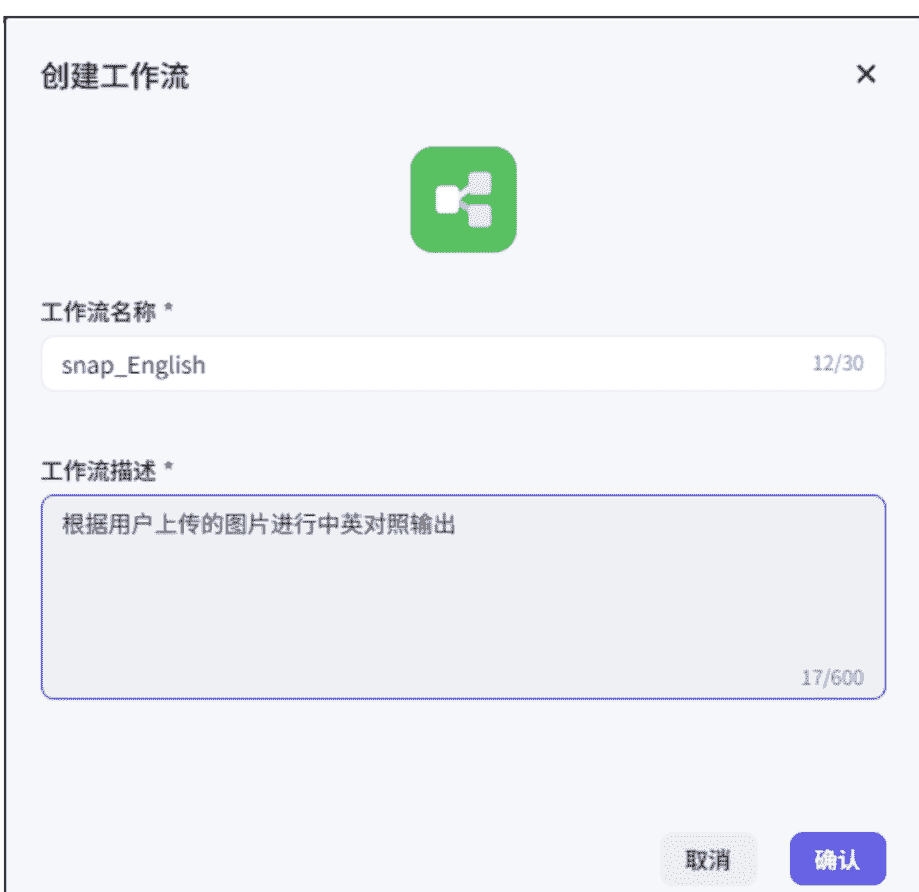 创建工作流
工作流名称 *
snap_English
12/30
工作流描述 *
根据用户上传的图片进行中英对照输出
17/600
取消
确认